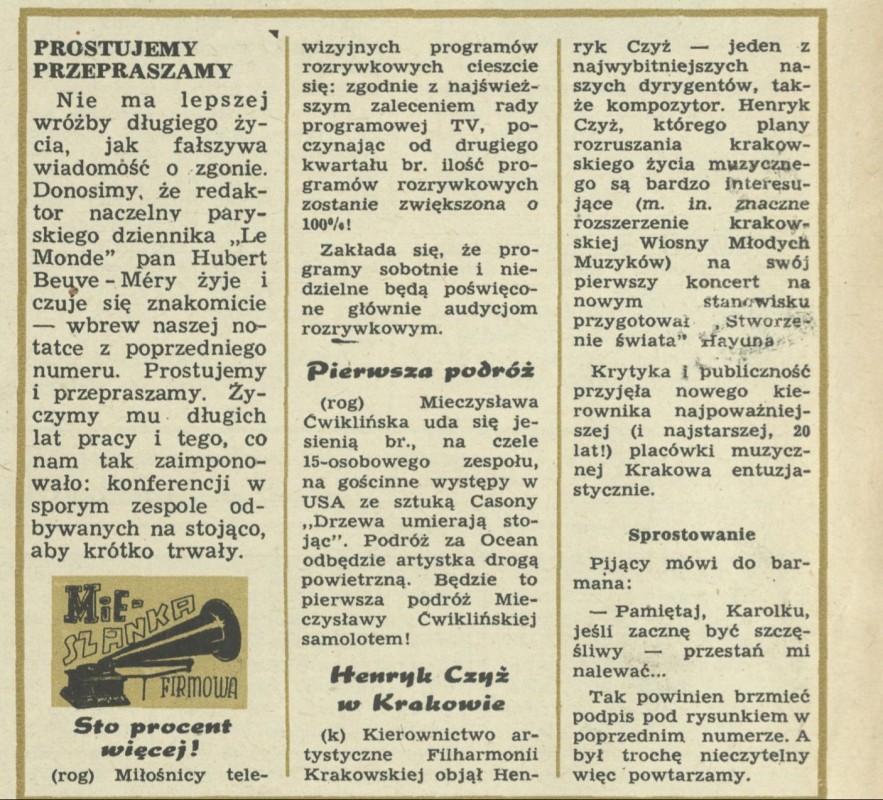 PROSTUJEMY
PRZEPRASZAMY
Nie ma lepszej
wróżby długiego ży-
cia, jak fałszywa
wiadomość o zgonie.
Donosimy, że redak-
tor naczelny pary-
skiego dziennika „Le
Monde” pan Hubert
Beuve-Méry żyje i
czuje się znakomicie
— wbrew naszej no-
tatce z poprzedniego
numeru. Prostujemy
i przepraszamy. Ży-
czymy mu długich
lat pracy i tego, co
nam tak zaimpono-
wało: konferencji w
sporym zespole od-
bywanych na stojąco,
aby krótko trwały.
MIE-
SZANKA
FIRMOWA
Sto procent
więcej!
(rog) Miłośnicy tele-
wizyjnych programów
rozrywkowych cieszcie
się: zgodnie z najśwież-
szym zaleceniem rady
programowej TV, po-
czynając od drugiego
kwartału br. ilość pro-
gramów rozrywkowych
zostanie zwiększona o
100%!
Zakłada się, że pro-
gramy sobotnie i nie-
dzielne będą poświęco-
ne głównie audycjom
rozrywkowym.
Pierwsza podróż
(rog) Mieczysława
Ćwiklińska uda się je-
sienią br., na czele
15-osobowego zespołu,
na gościnne występy w
USA ze sztuką Casony
„Drzewa umierają sto-
jąc”. Podróż za Ocean
odbędzie artystka drogą
powietrzną. Będzie to
pierwsza podróż Mie-
czysławy Ćwiklińskiej
samolotem!
Henryk Czyż
w Krakowie
(k) Kierownictwo ar-
tystyczne Filharmonii
Krakowskiej objął Hen-
ryk Czyż — jeden z
najwybitniejszych na-
szych dyrygentów, tak-
że kompozytor. Henryk
Czyż, którego plany
rozruszania krakow-
skiego życia muzyczne-
go są bardzo interesu-
jące (m. in. znaczne
rozszerzenie krakow-
skiej Wiosny Młodych
Muzyków) na swój
pierwszy koncert na
nowym stanowisku
przygotował „Stworze-
nie świata” Haydna
Krytyka i publiczność
przyjęła nowego kie-
rownika najpoważniej-
szej (i najstarszej, 20
lat!) placówki muzycz-
nej Krakowa entuzja-
stycznie.
Sprostowanie
Pijący mówi do bar-
mana:
— Pamiętaj, Karolku,
jeśli zacznę być szczę-
śliwy — przestań mi
nalewać...
Tak powinien brzmieć
podpis pod rysunkiem w
poprzednim numerze. A
był trochę nieczytelny
więc powtarzamy.